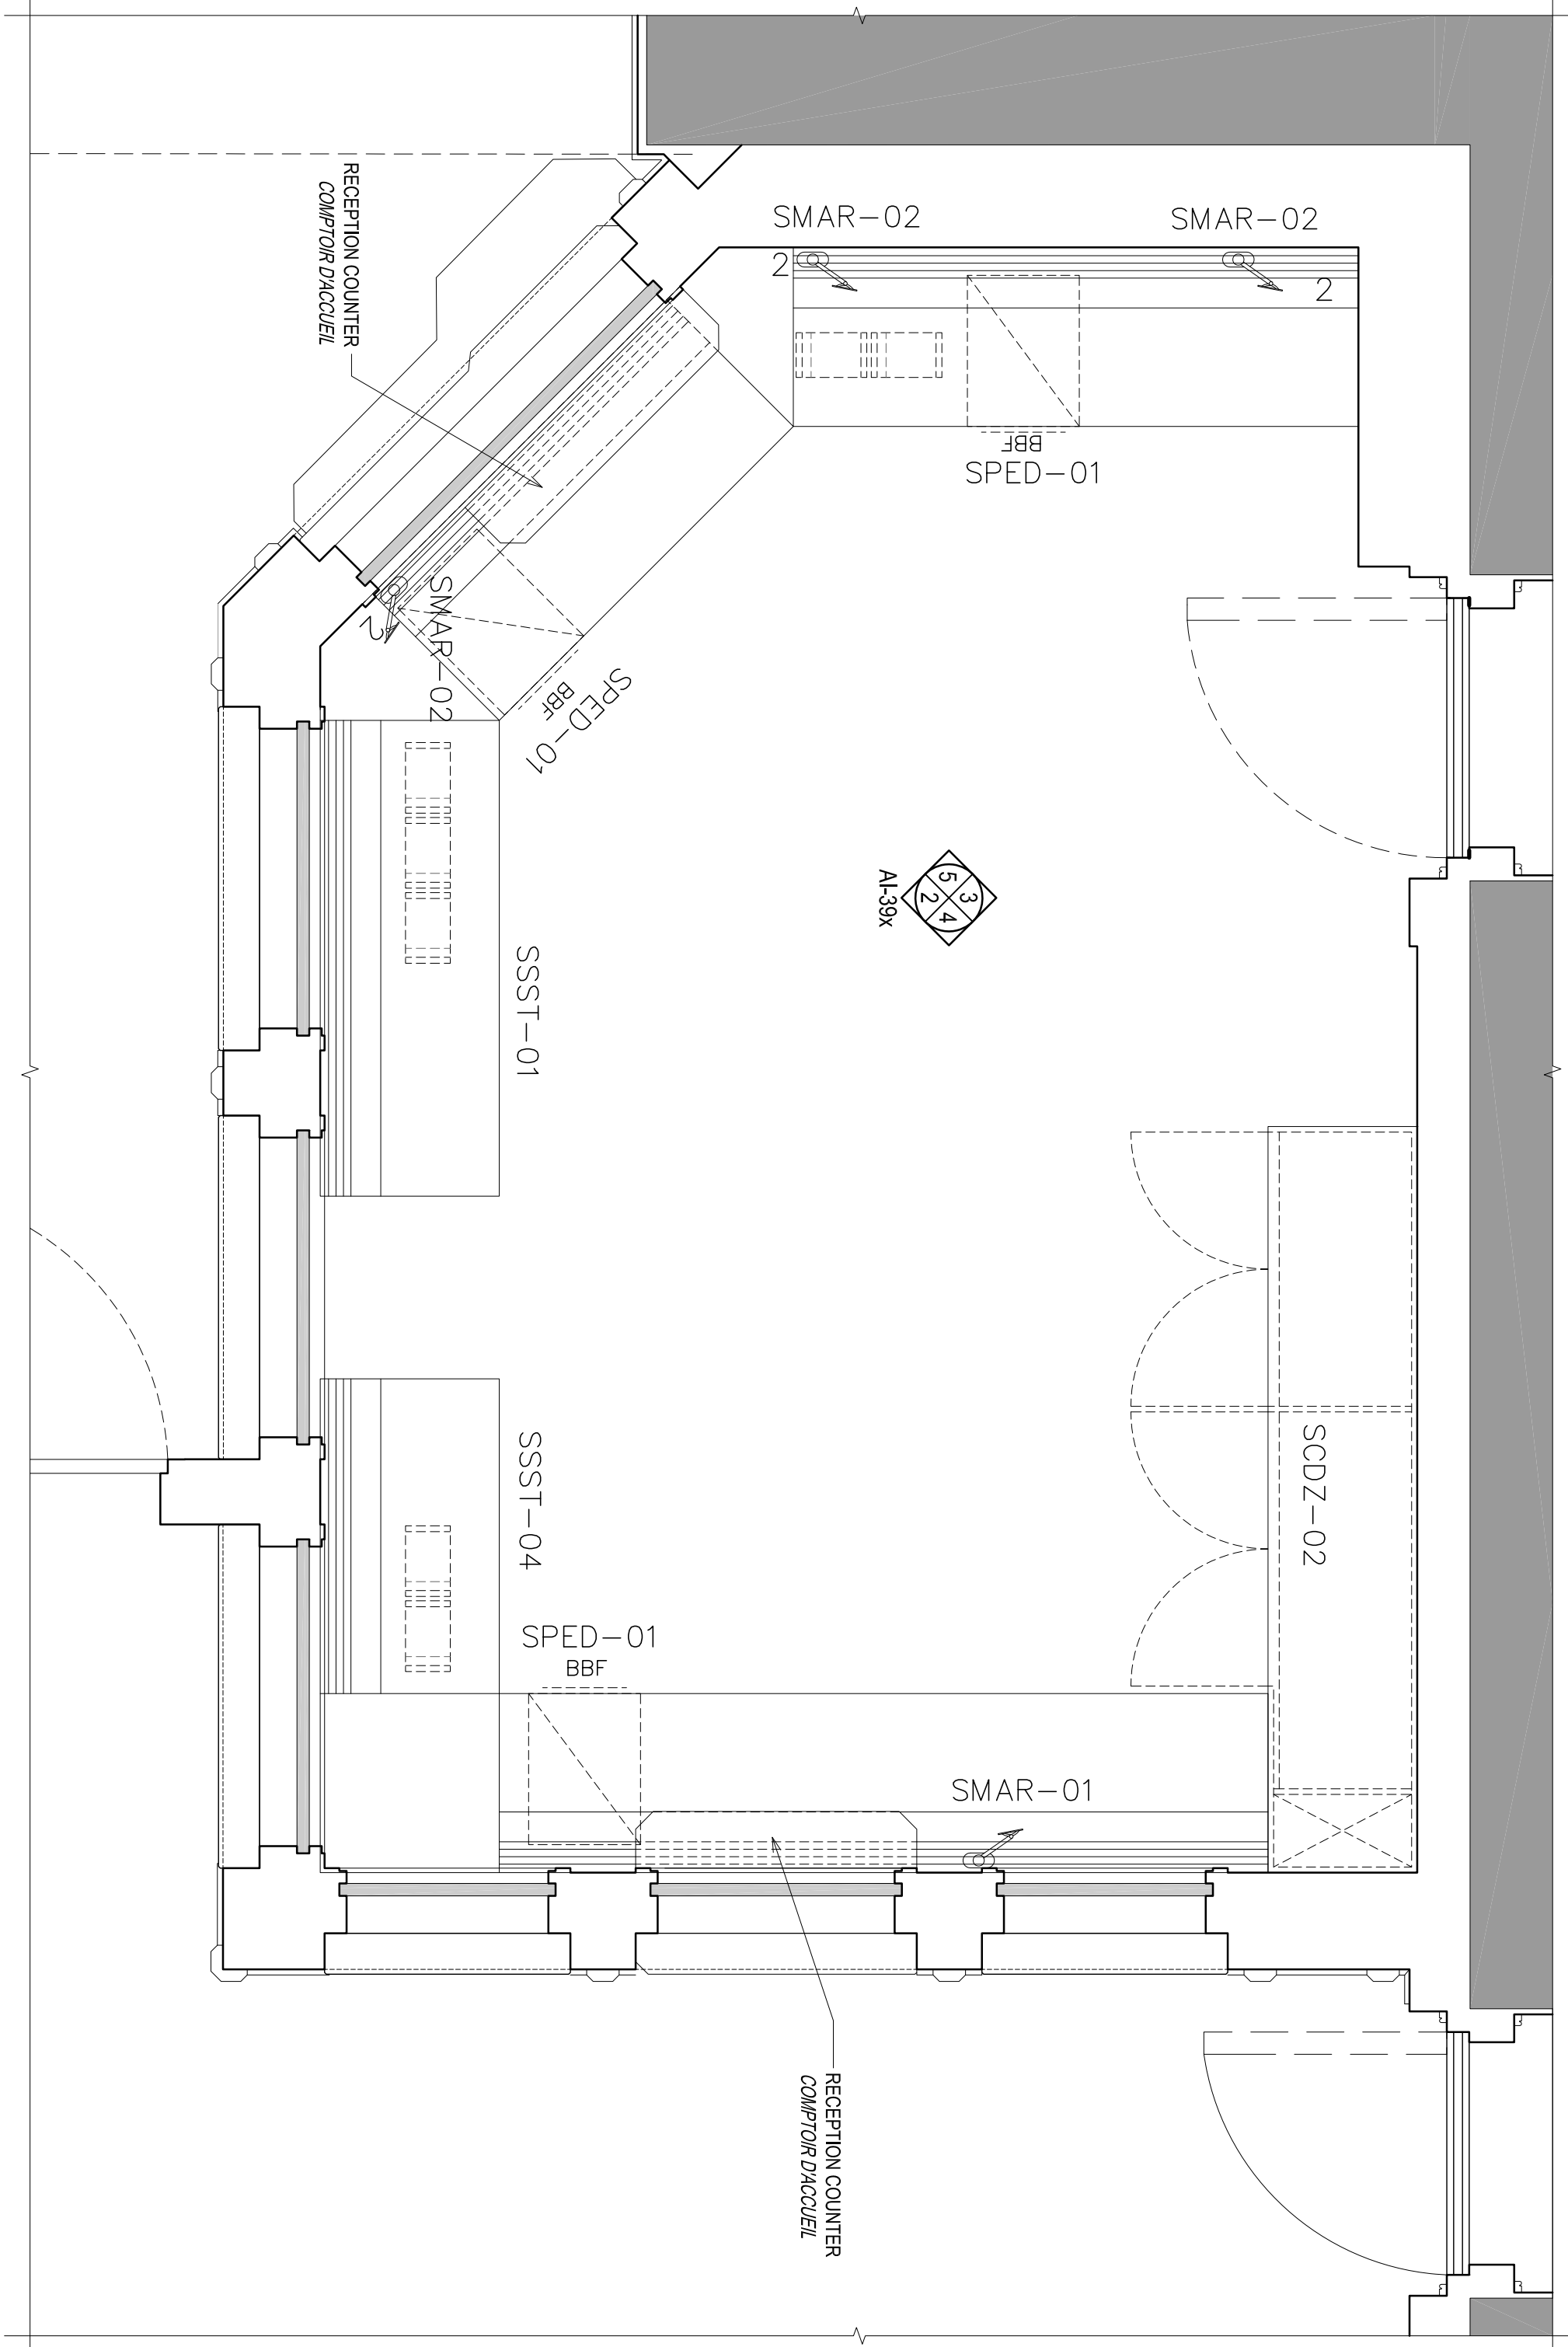 RECEPTION COUNTER
COMPTOIR D'ACCUEIL
SMAR-02
SMAR-02
2
2
BBF
SPED-01
SMAR-02
2
SPED-01
BBF
3
5
4
2
AI-39x
SSST-01
SCDZ-02
SSST-04
SPED-01
BBF
SMAR-01
RECEPTION COUNTER
COMPTOIR D'ACCUEIL